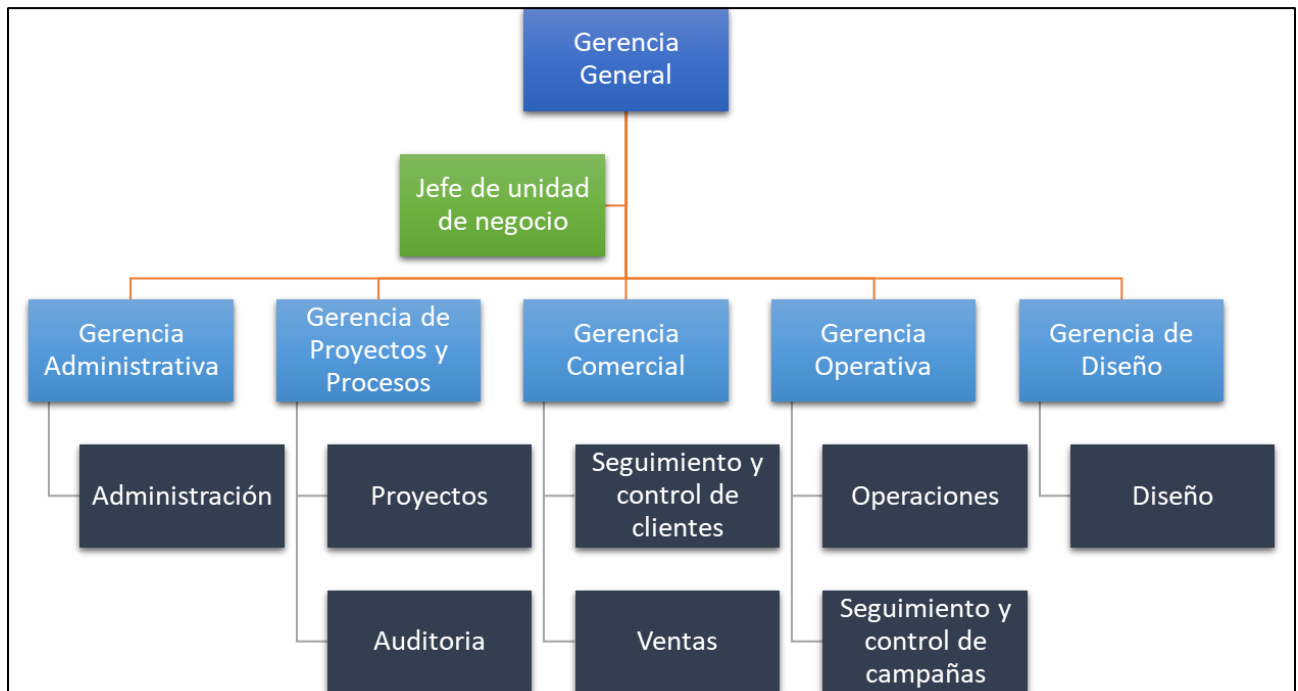 Gerencia
General
Jefe de unidad
de negocio
Gerencia
Administrativa
Gerencia de
Proyectos y
Procesos
Gerencia
Comercial
Gerencia
Operativa
Gerencia de
Diseño
Administración
Proyectos
Seguimiento y
control de
clientes
Operaciones
Diseño
Auditoria
Ventas
Seguimiento y
control de
campañas